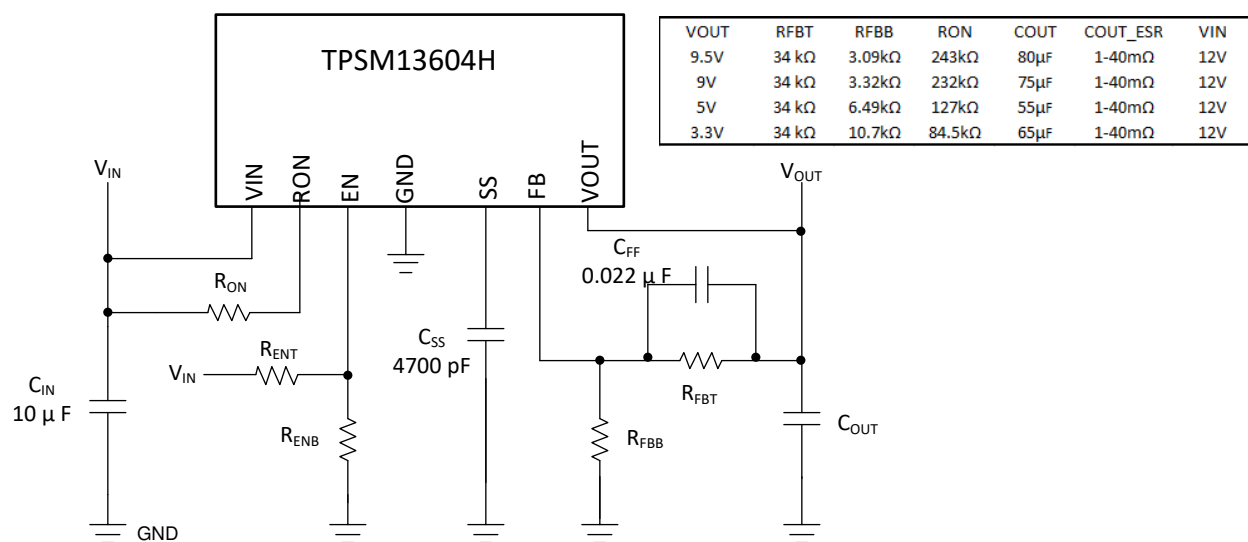 TPSM13604H
VIN
RON
EN
GND
SS
FB
VOUT
VOUT RFBT RFBB RON COUT COUT_ESR VIN
9.5V 34 kΩ 3.09kΩ 243kΩ 80µF 1-40mΩ 12V
9V 34 kΩ 3.32kΩ 232kΩ 75µF 1-40mΩ 12V
5V 34 kΩ 6.49kΩ 127kΩ 55µF 1-40mΩ 12V
3.3V 34 kΩ 10.7kΩ 84.5kΩ 65µF 1-40mΩ 12V
VIN
VOUT
CFF
0.022 µ F
RON
CSS
4700 pF
RENT
VIN
CIN
10 µ F
RENB
RFBT
RFBB
COUT
GND